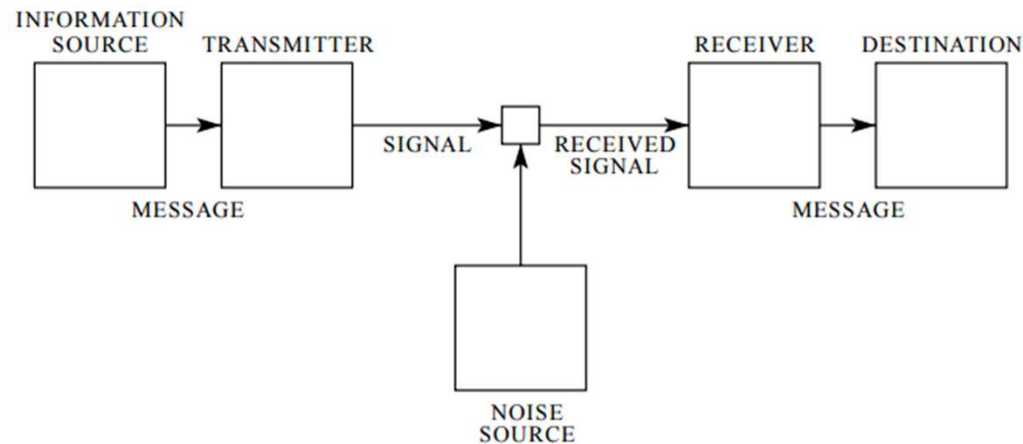 INFORMATION
SOURCE
TRANSMITTER
RECEIVER
DESTINATION
SIGNAL
RECEIVED
SIGNAL
MESSAGE
MESSAGE
NOISE
SOURCE